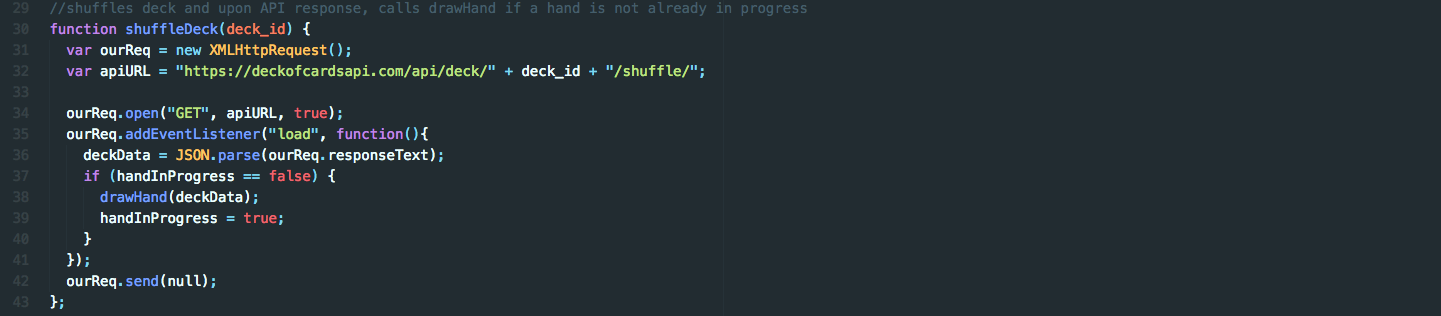 29 //shuffles deck and upon API response, calls drawHand if a hand is not already in progress
30 function shuffleDeck(deck_id) {
31   var ourReq = new XMLHttpRequest();
32   var apiURL = "https://deckofcardsapi.com/api/deck/" + deck_id + "/shuffle/";
33
34   ourReq.open("GET", apiURL, true);
35   ourReq.addEventListener("load", function(){
36     deckData = JSON.parse(ourReq.responseText);
37     if (handInProgress == false) {
38       drawHand(deckData);
39       handInProgress = true;
40     }
41   });
42   ourReq.send(null);
43 };